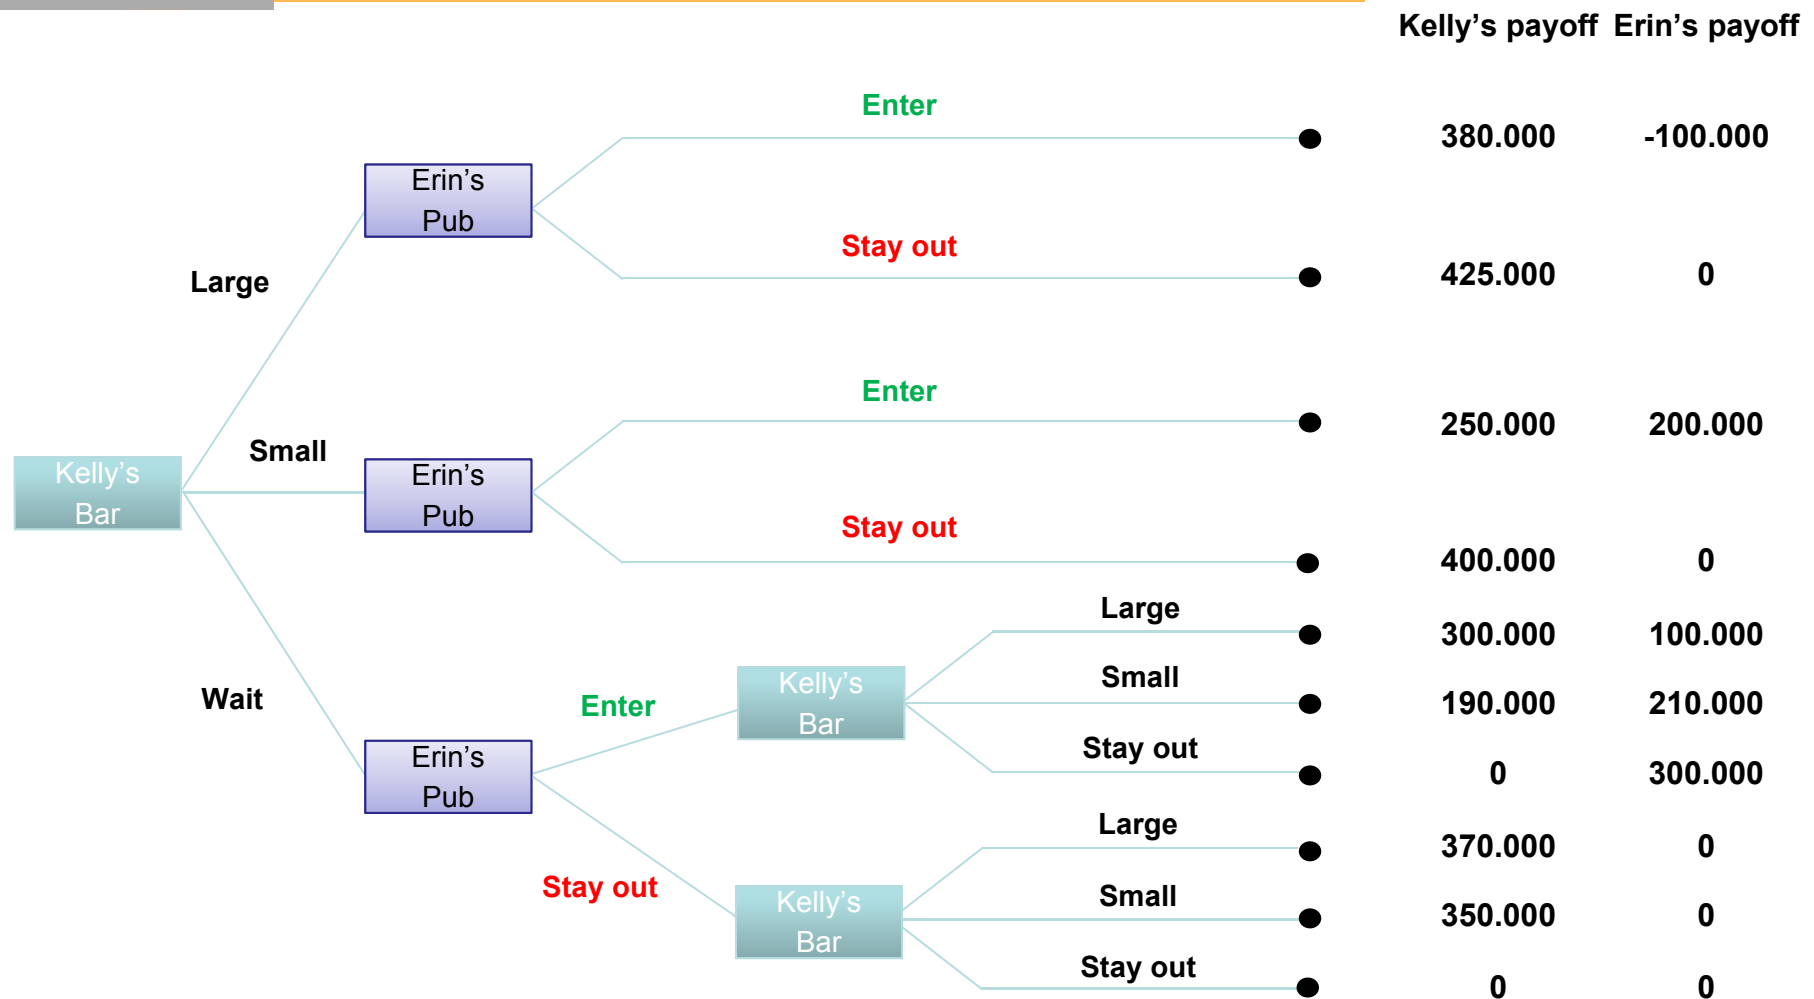 Kelly’s payoff Erin’s payoff
Enter
380.000 -100.000
Erin’s
Pub
Stay out
425.000 0
Large
Enter
250.000 200.000
Small
Kelly’s
Bar
Erin’s
Pub
Stay out
400.000 0
Large
300.000 100.000
Small
190.000 210.000
Kelly’s
Bar
Wait
Enter
Stay out
0 300.000
Erin’s
Pub
Large
370.000 0
Stay out
Small
350.000 0
Kelly’s
Bar
Stay out
0 0